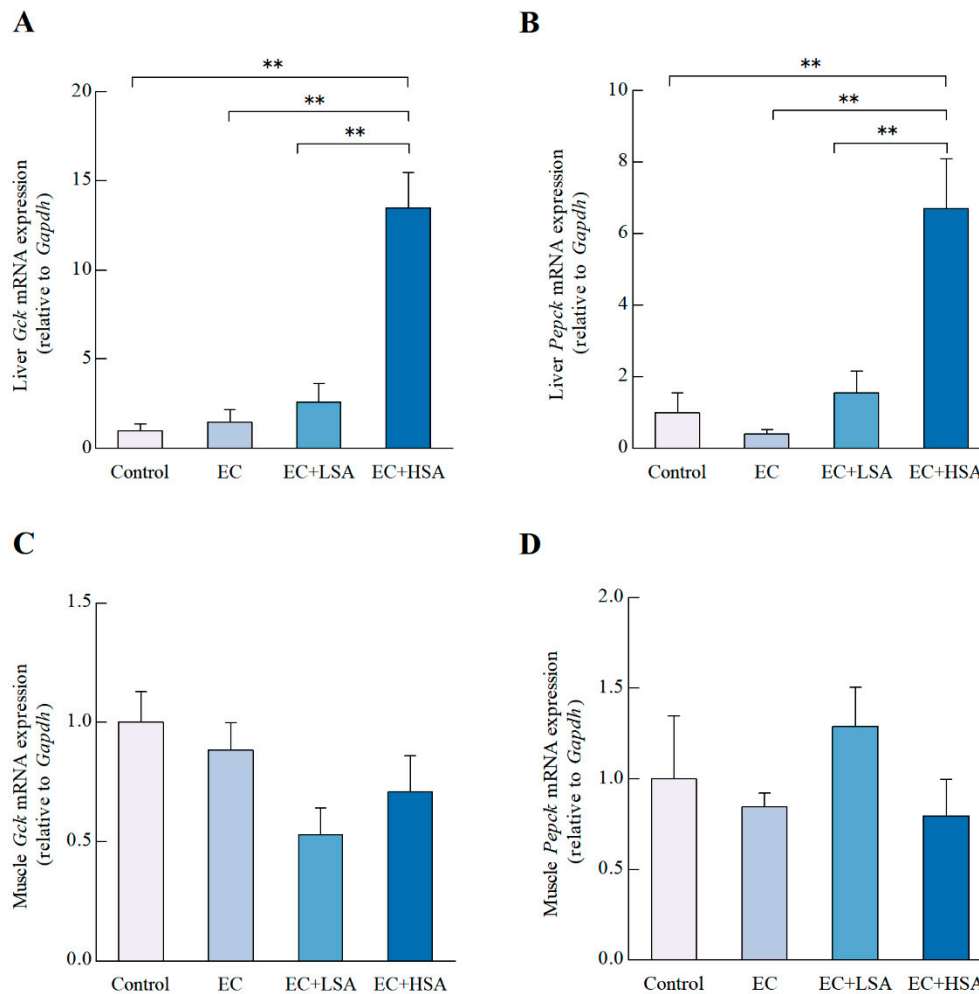 A
Liver Gck mRNA expression
(relative to Gapdh)
20
15
10
5
0
**
**
**
Control EC EC+LSA EC+HSA
B
Liver Pepck mRNA expression
(relative to Gapdh)
10
8
6
4
2
0
**
**
**
Control EC EC+LSA EC+HSA
C
Muscle Gck mRNA expression
(relative to Gapdh)
1.5
1.0
0.5
0.0
Control EC EC+LSA EC+HSA
D
Muscle Pepck mRNA expression
(relative to Gapdh)
2.0
1.5
1.0
0.5
0.0
Control EC EC+LSA EC+HSA